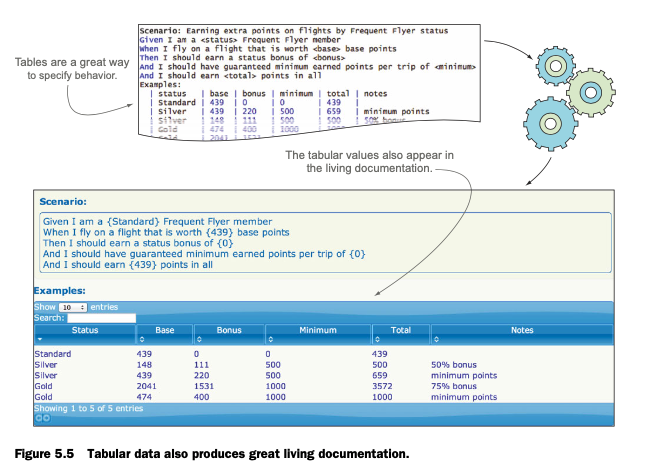 Scenario: Earning extra points on flights by Frequent Flyer status
Given I am a <status> Frequent Flyer member
When I fly on a flight that is worth <base> base points
Then I should earn a status bonus of <bonus>
And I should have guaranteed minimum earned points per trip of <minimum>
And I should earn <total> points in all
Examples:
| status | base | bonus | minimum | total | notes
| Standard | 439 | 0 | 0 | 439 |
| Silver | 439 | 220 | 500 | 659 | minimum points
| Silver | 148 | 111 | 500 | 500 | 50% bonus
| Gold | 474 | 400 | 1000
| Gold | 2041 |
Tables are a great way
to specify behavior.
The tabular values also appear in
the living documentation.
Scenario:
Given I am a {Standard} Frequent Flyer member
When I fly on a flight that is worth {439} base points
Then I should earn a status bonus of {0}
And I should have guaranteed minimum earned points per trip of {0}
And I should earn {439} points in all
Examples:
Show 10 entries
Search:
Status Base Bonus Minimum Total Notes
Standard 439 0 0 439
Silver 148 111 500 500 50% bonus
Silver 439 220 500 659 minimum points
Gold 2041 1531 1000 3572 75% bonus
Gold 474 400 1000 1000 minimum points
Showing 1 to 5 of 5 entries
Figure 5.5 Tabular data also produces great living documentation.